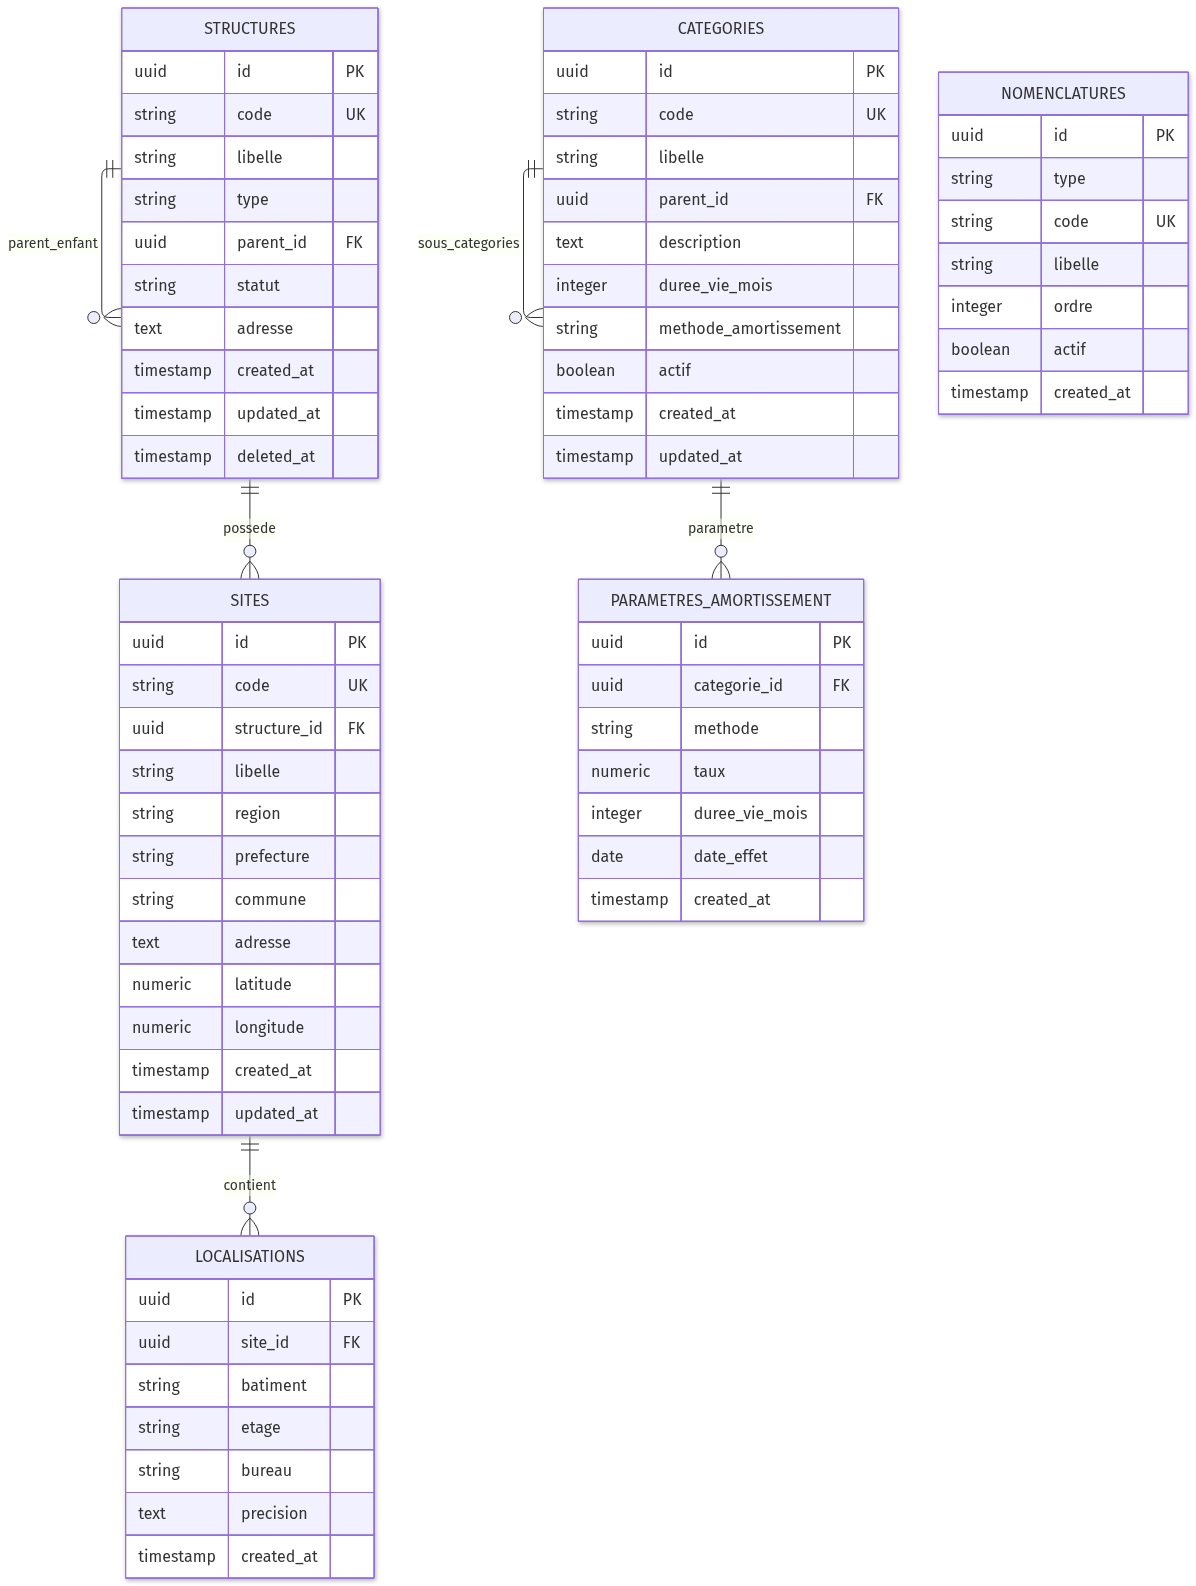 STRUCTURES
uuid id PK
string code UK
string libelle
string type
uuid parent_id FK
string statut
text adresse
timestamp created_at
timestamp updated_at
timestamp deleted_at
parent_enfant
CATEGORIES
uuid id PK
string code UK
string libelle
uuid parent_id FK
text description
integer duree_vie_mois
string methode_amortissement
boolean actif
timestamp created_at
timestamp updated_at
sous_categories
NOMENCLATURES
uuid id PK
string type
string code UK
string libelle
integer ordre
boolean actif
timestamp created_at
possede
parametre
SITES
uuid id PK
string code UK
uuid structure_id FK
string libelle
string region
string prefecture
string commune
text adresse
numeric latitude
numeric longitude
timestamp created_at
timestamp updated_at
PARAMETRES_AMORTISSEMENT
uuid id PK
uuid categorie_id FK
string methode
numeric taux
integer duree_vie_mois
date date_effet
timestamp created_at
contient
LOCALISATIONS
uuid id PK
uuid site_id FK
string batiment
string etage
string bureau
text precision
timestamp created_at